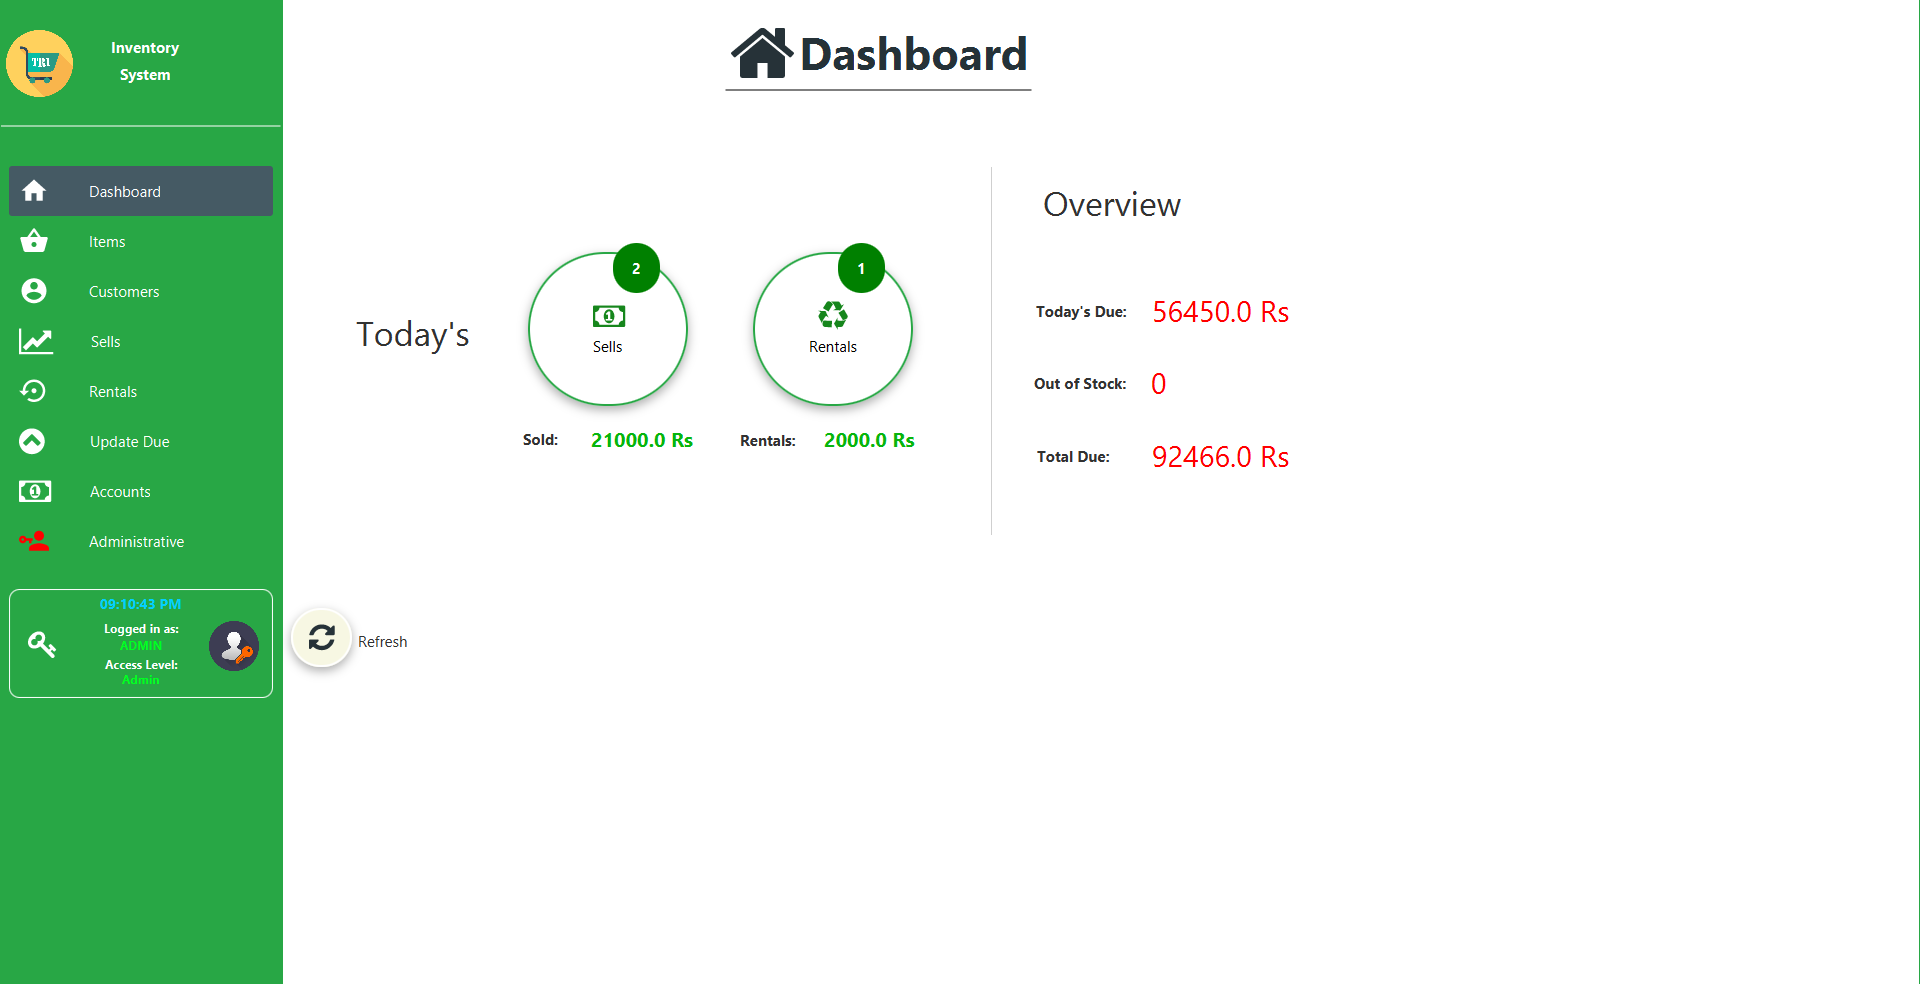 TRI
Inventory
System
Dashboard
Items
Customers
Sells
Rentals
Update Due
Accounts
Administrative
09:10:43 PM
Logged in as:
ADMIN
Access Level:
Admin
Dashboard
Today's
2
Sells
Sold: 21000.0 Rs
1
Rentals
Rentals: 2000.0 Rs
Overview
Today's Due: 56450.0 Rs
Out of Stock: 0
Total Due: 92466.0 Rs
Refresh